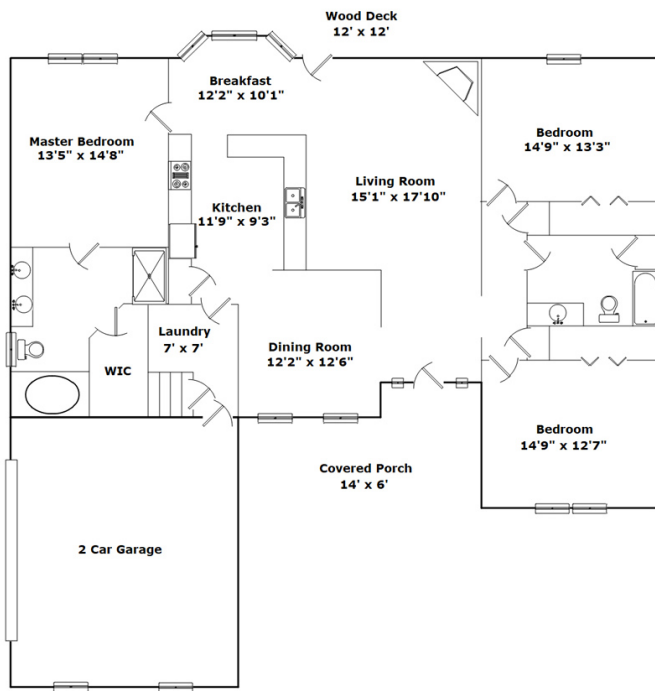 Wood Deck
12' x 12'
Breakfast
12'2" x 10'1"
Master Bedroom
13'5" x 14'8"
Bedroom
14'9" x 13'3"
Living Room
15'1" x 17'10"
Kitchen
11'9" x 9'3"
Laundry
7' x 7'
Dining Room
12'2" x 12'6"
WIC
Bedroom
14'9" x 12'7"
Covered Porch
14' x 6'
2 Car Garage